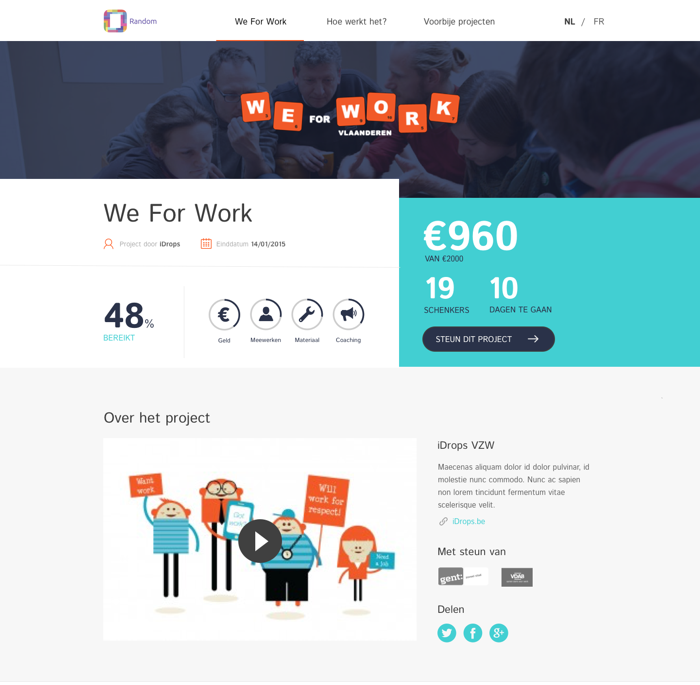 Random
We For Work
Hoe werkt het?
Voorbije projecten
NL / FR
WE FOR WORK
VLAANDEREN
We For Work
Project door iDrops
Einddatum 14/01/2015
48%
BEREIKT
€
Geld
Meewerken
Materiaal
Coaching
€960
VAN €2000
19
SCHENKERS
10
DAGEN TE GAAN
STEUN DIT PROJECT
Over het project
Want
work
Got
work?
Will
work for
respect!
Need
a job
iDrops VZW
Maecenas aliquam dolor id dolor pulvinar, id
molestie nunc commodo. Nunc ac sapien
non lorem tincidunt fermentum vitae
scelerisque velit.
iDrops.be
Met steun van
gent:
VDAB
Delen